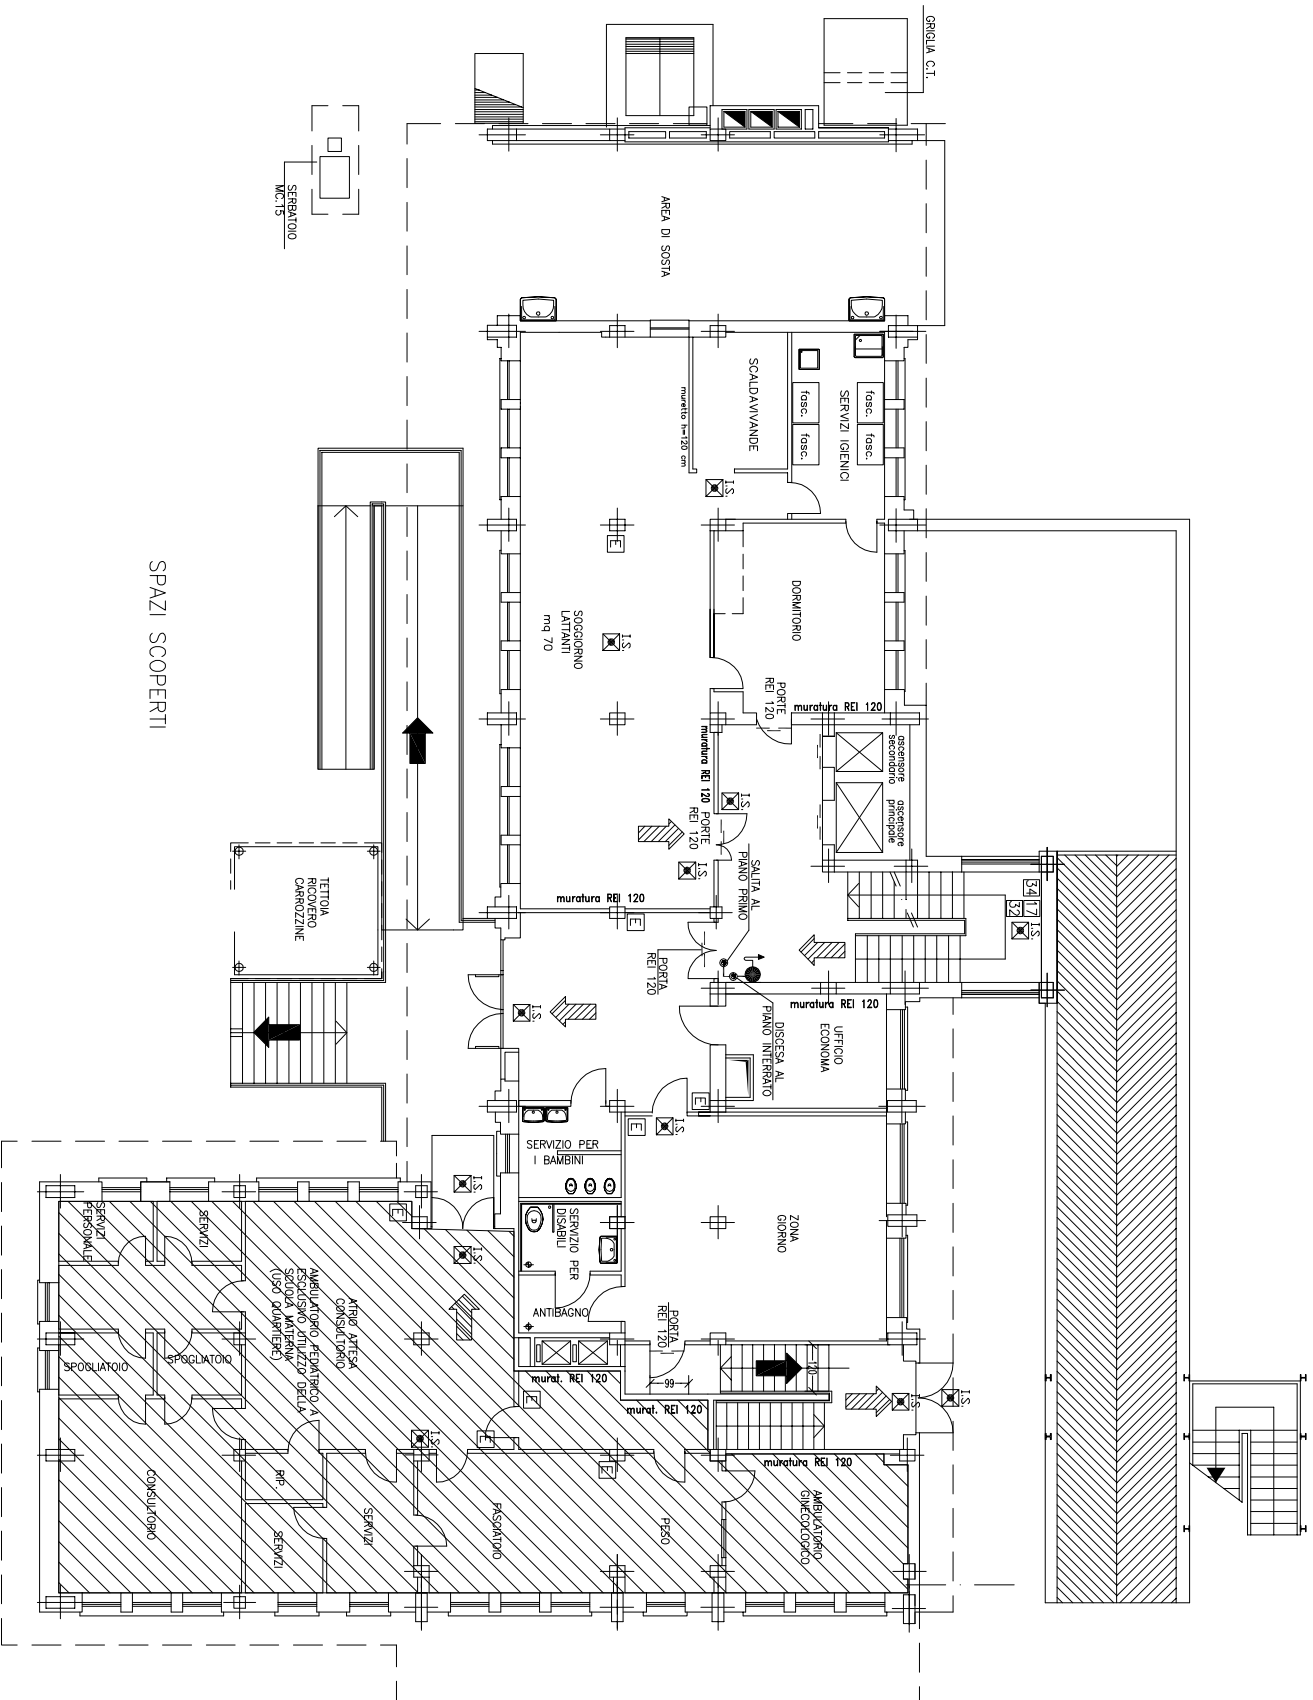 GRIGLIA C.T.
SERBATOIO
MC.15
AREA DI SOSTA
SCALDAVIVANDE
muretto h=120 cm
SERVIZI IGIENICI
fasc.
fasc.
fasc.
fasc.
I.S.
E
SOGGIORNO
LATTANTI
mq 70
I.S.
DORMITORIO
PORTE
REI 120
muratura REI 120
muratura REI 120
ascensore
secondario
ascensore
principale
I.S.
PORTE
REI 120
I.S.
muratura REI 120
E
SALITA AL
PIANO PRIMO
34
17
32
I.S.
PORTA
REI 120
DISCESA AL
PIANO INTERRATO
muratura REI 120
UFFICIO
ECONOMA
I.S.
SPAZI SCOPERTI
TETTOIA
RICOVERO
CARROZZINE
E
E
I.S.
SERVIZIO PER
I BAMBINI
SERVIZIO PER
DISABILI
ANTIBAGNO
ZONA
GIORNO
PORTA
REI 120
99
120
I.S.
I.S.
murat. REI 120
murat. REI 120
muratura REI 120
I.S.
E
I.S.
SERVIZI
PERSONALE
SERVIZI
ATRIO ATTESA
CONSULTORIO
AMBULATORIO PEDIATRICO A
ESCLUSIVO UTILIZZO DELLA
SCUOLA MATERNA
(USO QUARTIERE)
SPOGLIATOIO
SPOGLIATOIO
E
E
I.S.
E
CONSULTORIO
RIP.
SERVIZI
SERVIZI
FASCIATOIO
PESO
AMBULATORIO
GINECOLOGICO